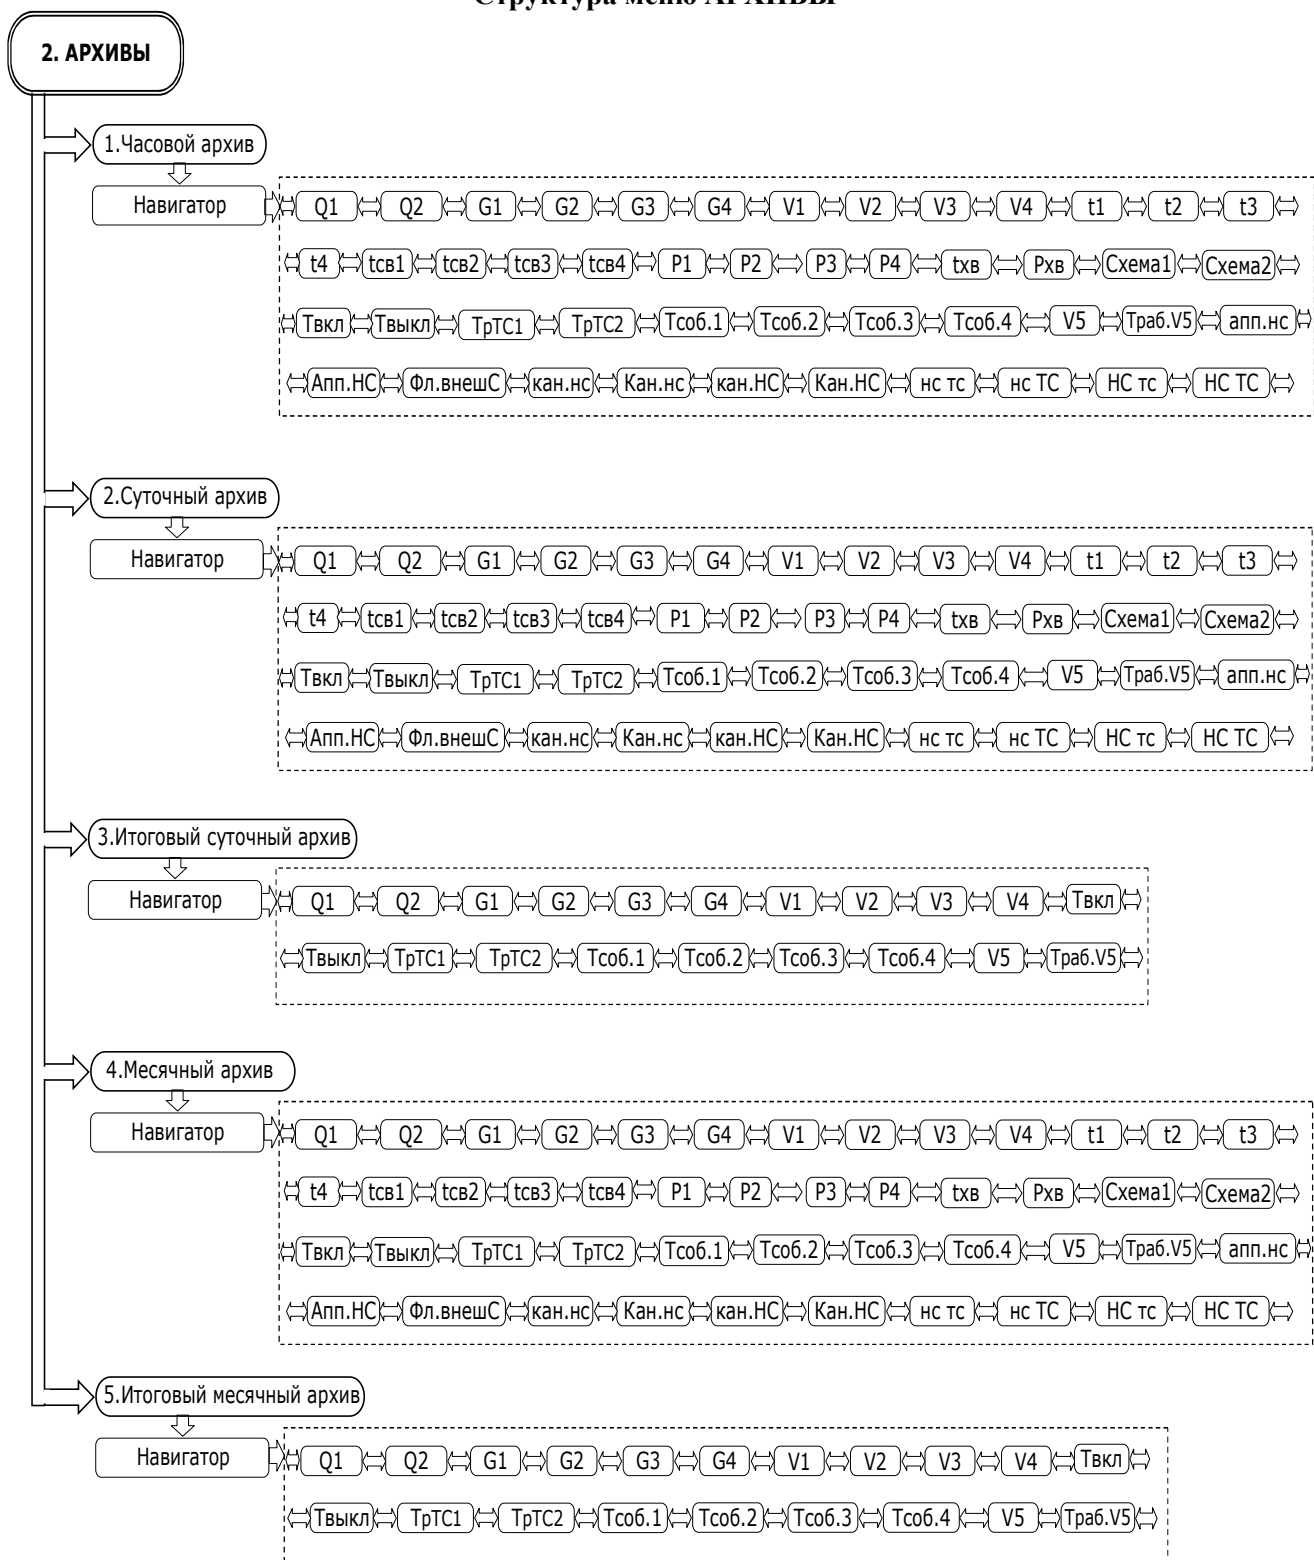 Структура меню АРХИВЫ
2. АРХИВЫ
1.Часовой архив
Навигатор Q1 Q2 G1 G2 G3 G4 V1 V2 V3 V4 t1 t2 t3
t4 tсв1 tсв2 tсв3 tсв4 P1 P2 P3 P4 tхв Рхв Схема1 Схема2
Твкл Твыкл ТрТС1 ТрТС2 Тсоб.1 Тсоб.2 Тсоб.3 Тсоб.4 V5 Траб.V5 апп.нс
Апп.НС Фл.внешС кан.нс Кан.нс кан.НС Кан.НС нс тс нс ТС НС тс НС ТС
2.Суточный архив
Навигатор Q1 Q2 G1 G2 G3 G4 V1 V2 V3 V4 t1 t2 t3
t4 tсв1 tсв2 tсв3 tсв4 P1 P2 P3 P4 tхв Рхв Схема1 Схема2
Твкл Твыкл ТрТС1 ТрТС2 Тсоб.1 Тсоб.2 Тсоб.3 Тсоб.4 V5 Траб.V5 апп.нс
Апп.НС Фл.внешС кан.нс Кан.нс кан.НС Кан.НС нс тс нс ТС НС тс НС ТС
3.Итоговый суточный архив
Навигатор Q1 Q2 G1 G2 G3 G4 V1 V2 V3 V4 Твкл
Твыкл ТрТС1 ТрТС2 Тсоб.1 Тсоб.2 Тсоб.3 Тсоб.4 V5 Траб.V5
4.Месячный архив
Навигатор Q1 Q2 G1 G2 G3 G4 V1 V2 V3 V4 t1 t2 t3
t4 tсв1 tсв2 tсв3 tсв4 P1 P2 P3 P4 tхв Рхв Схема1 Схема2
Твкл Твыкл ТрТС1 ТрТС2 Тсоб.1 Тсоб.2 Тсоб.3 Тсоб.4 V5 Траб.V5 апп.нс
Апп.НС Фл.внешС кан.нс Кан.нс кан.НС Кан.НС нс тс нс ТС НС тс НС ТС
5.Итоговый месячный архив
Навигатор Q1 Q2 G1 G2 G3 G4 V1 V2 V3 V4 Твкл
Твыкл ТрТС1 ТрТС2 Тсоб.1 Тсоб.2 Тсоб.3 Тсоб.4 V5 Траб.V5